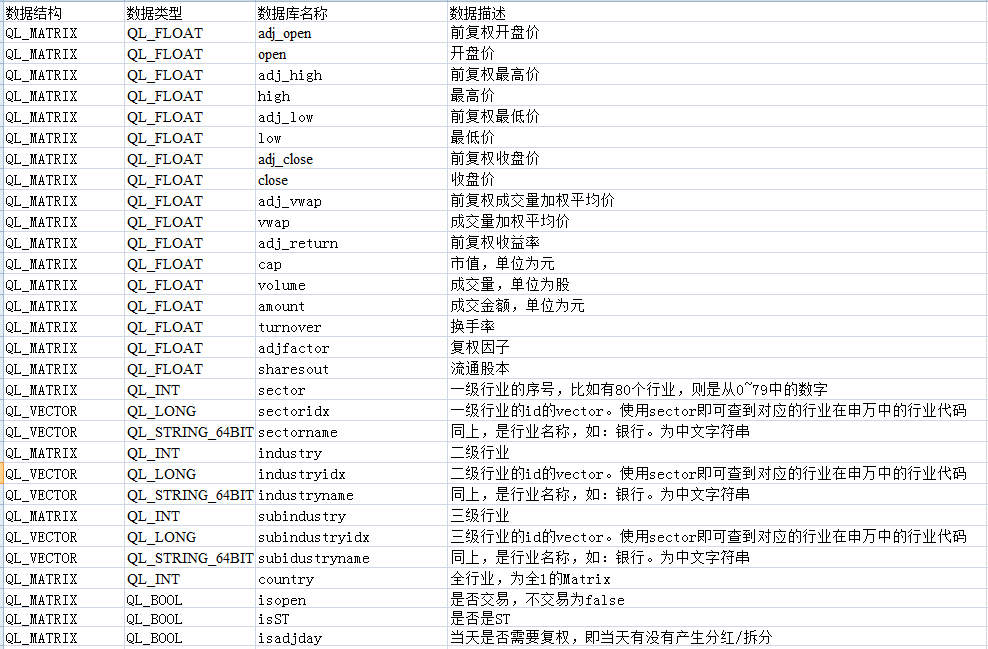 数据结构 数据类型 数据库名称 数据描述
QL_MATRIX QL_FLOAT adj_open 前复权开盘价
QL_MATRIX QL_FLOAT open 开盘价
QL_MATRIX QL_FLOAT adj_high 前复权最高价
QL_MATRIX QL_FLOAT high 最高价
QL_MATRIX QL_FLOAT adj_low 前复权最低价
QL_MATRIX QL_FLOAT low 最低价
QL_MATRIX QL_FLOAT adj_close 前复权收盘价
QL_MATRIX QL_FLOAT close 收盘价
QL_MATRIX QL_FLOAT adj_vwap 前复权成交量加权平均价
QL_MATRIX QL_FLOAT vwap 成交量加权平均价
QL_MATRIX QL_FLOAT adj_return 前复权收益率
QL_MATRIX QL_FLOAT cap 市值，单位为元
QL_MATRIX QL_FLOAT volume 成交量，单位为股
QL_MATRIX QL_FLOAT amount 成交金额，单位为元
QL_MATRIX QL_FLOAT turnover 换手率
QL_MATRIX QL_FLOAT adjfactor 复权因子
QL_MATRIX QL_FLOAT sharesout 流通股本
QL_MATRIX QL_INT sector 一级行业的序号，比如有80个行业，则是从0~79中的数字
QL_VECTOR QL_LONG sectoridx 一级行业的id的vector。使用sector即可查到对应的行业在申万中的行业代码
QL_VECTOR QL_STRING_64BIT sectorname 同上，是行业名称，如：银行。为中文字符串
QL_MATRIX QL_INT industry 二级行业
QL_VECTOR QL_LONG industryidx 二级行业的id的vector。使用sector即可查到对应的行业在申万中的行业代码
QL_VECTOR QL_STRING_64BIT industryname 同上，是行业名称，如：银行。为中文字符串
QL_MATRIX QL_INT subindustry 三级行业
QL_VECTOR QL_LONG subindustryidx 三级行业的id的vector。使用sector即可查到对应的行业在申万中的行业代码
QL_VECTOR QL_STRING_64BIT subidustryname 同上，是行业名称，如：银行。为中文字符串
QL_MATRIX QL_INT country 全行业，为全1的Matrix
QL_MATRIX QL_BOOL isopen 是否交易，不交易为false
QL_MATRIX QL_BOOL isST 是否是ST
QL_MATRIX QL_BOOL isadjday 当天是否需要复权，即当天有没有产生分红/拆分